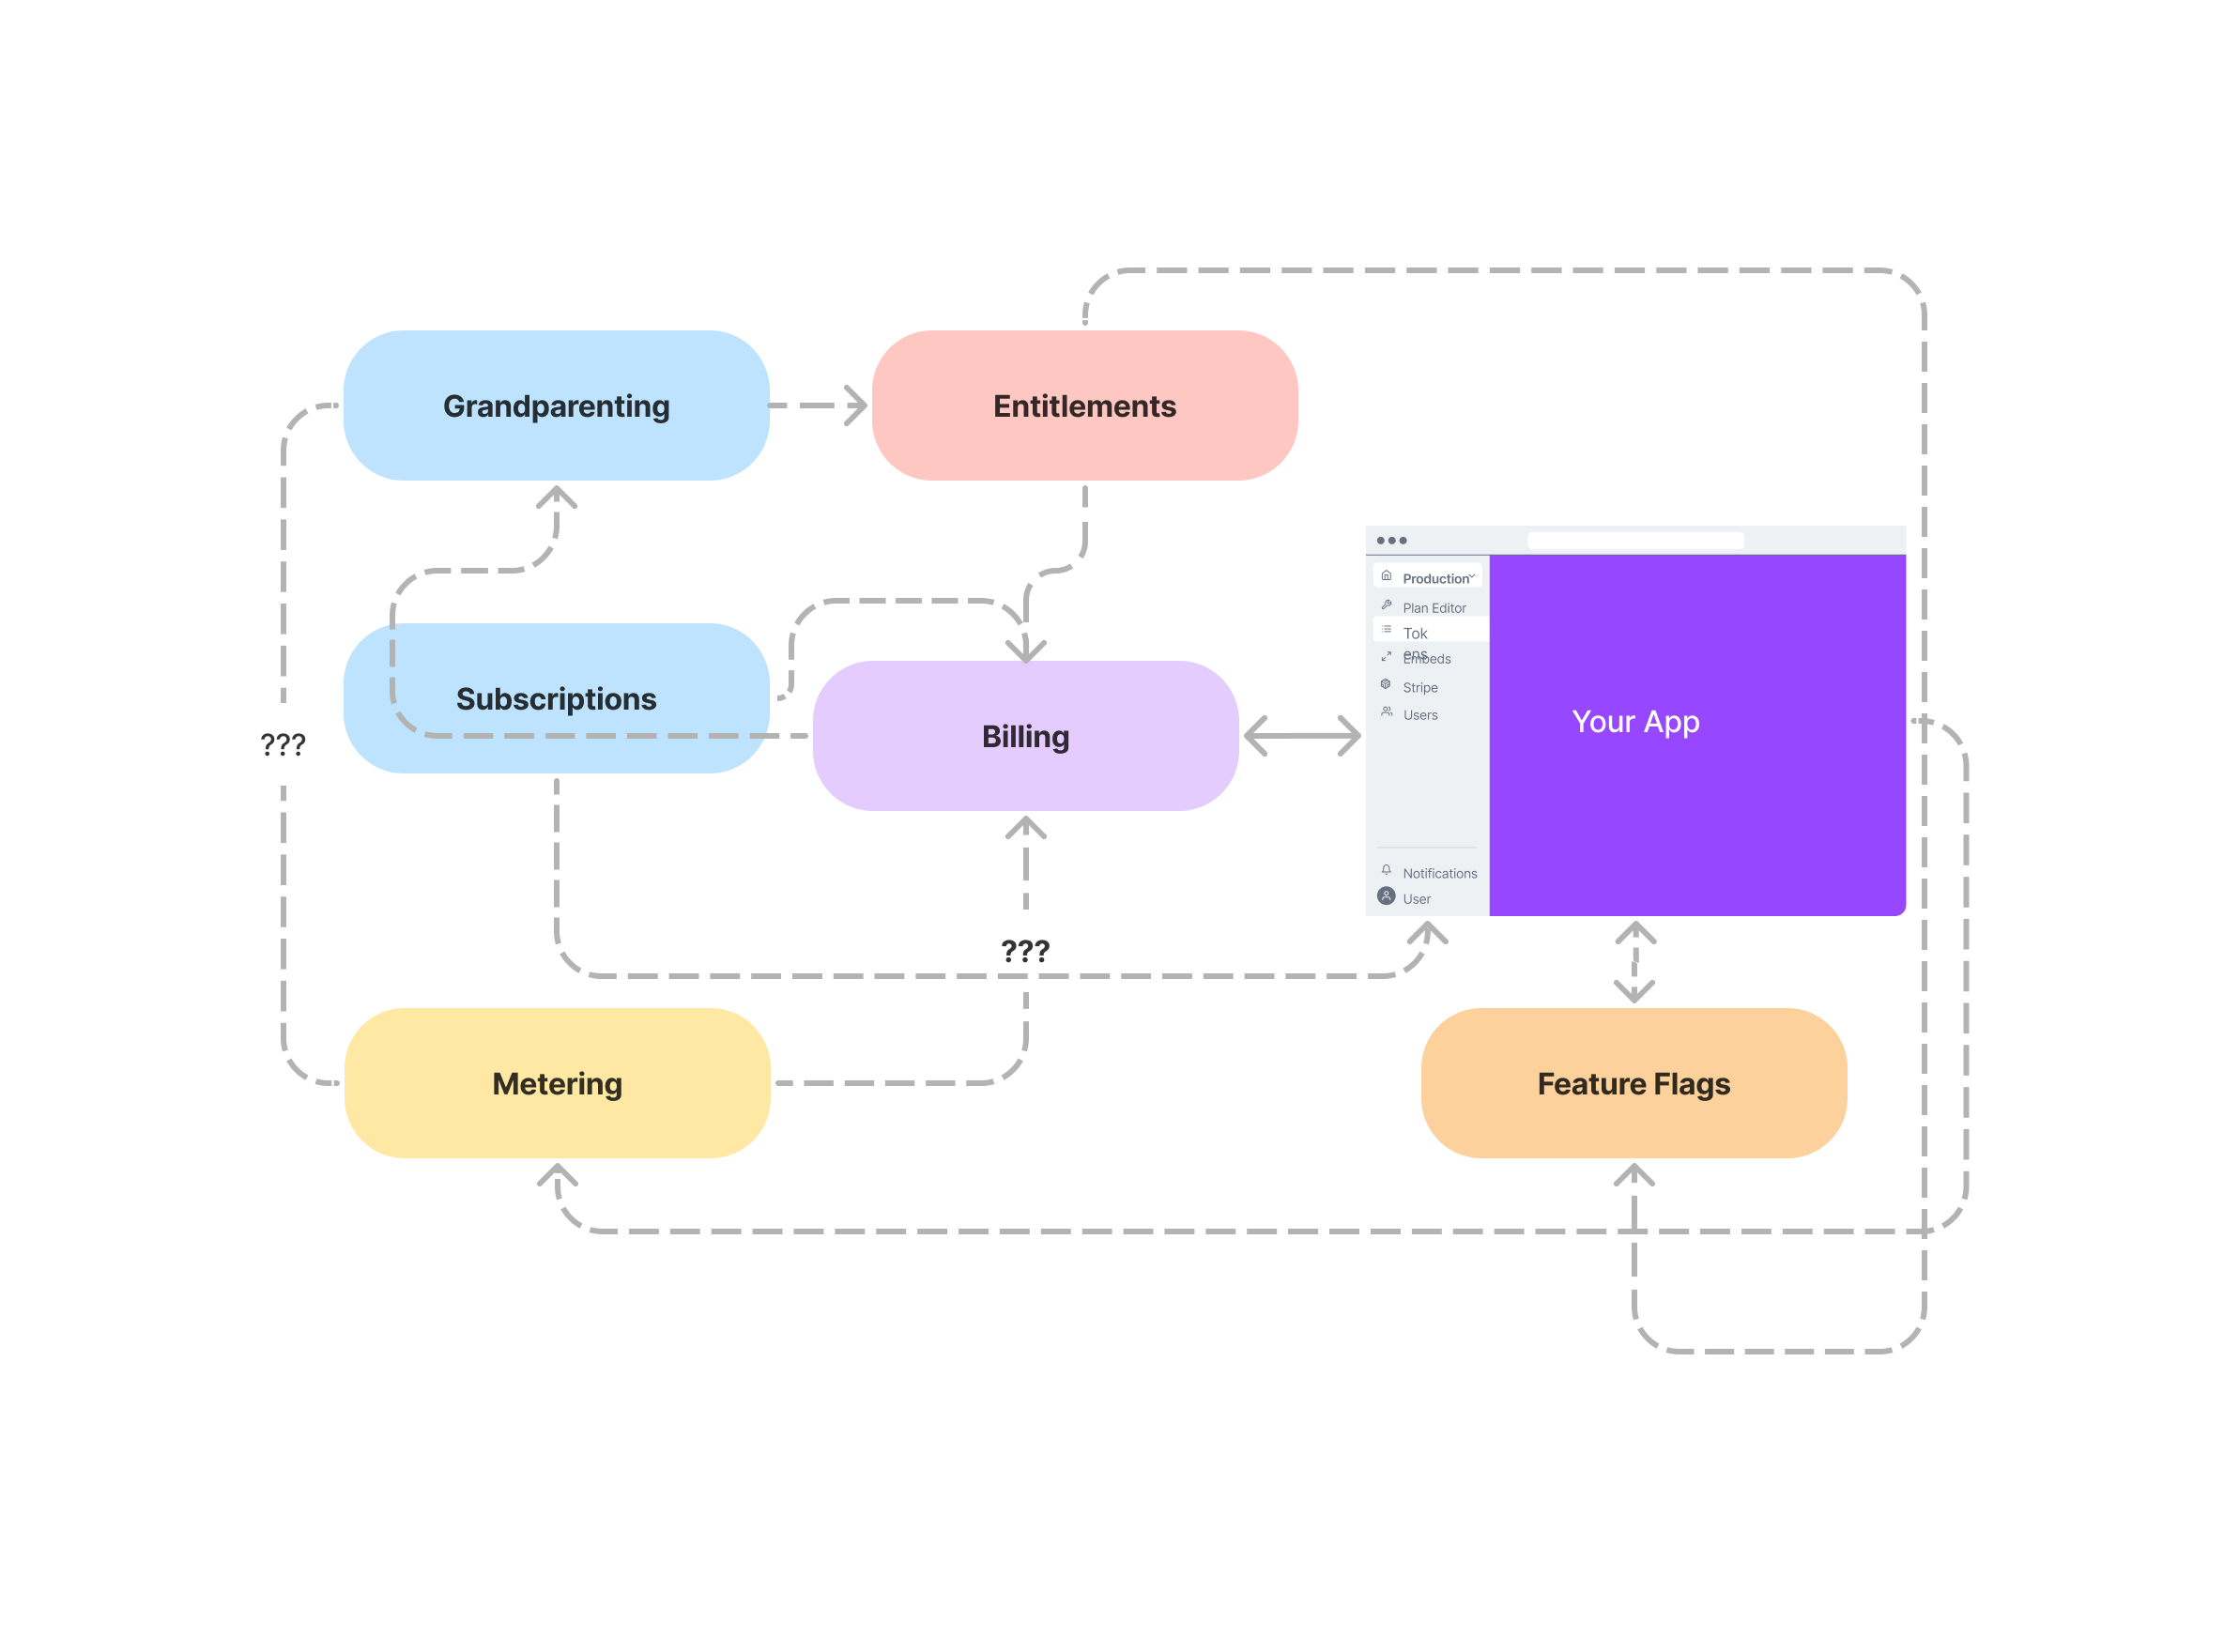 Grandparenting
Entitlements
Subscriptions
Billing
???
???
Metering
Feature Flags
Production
Plan Editor
Tok
ens
Embeds
Stripe
Users
Notifications
User
Your App